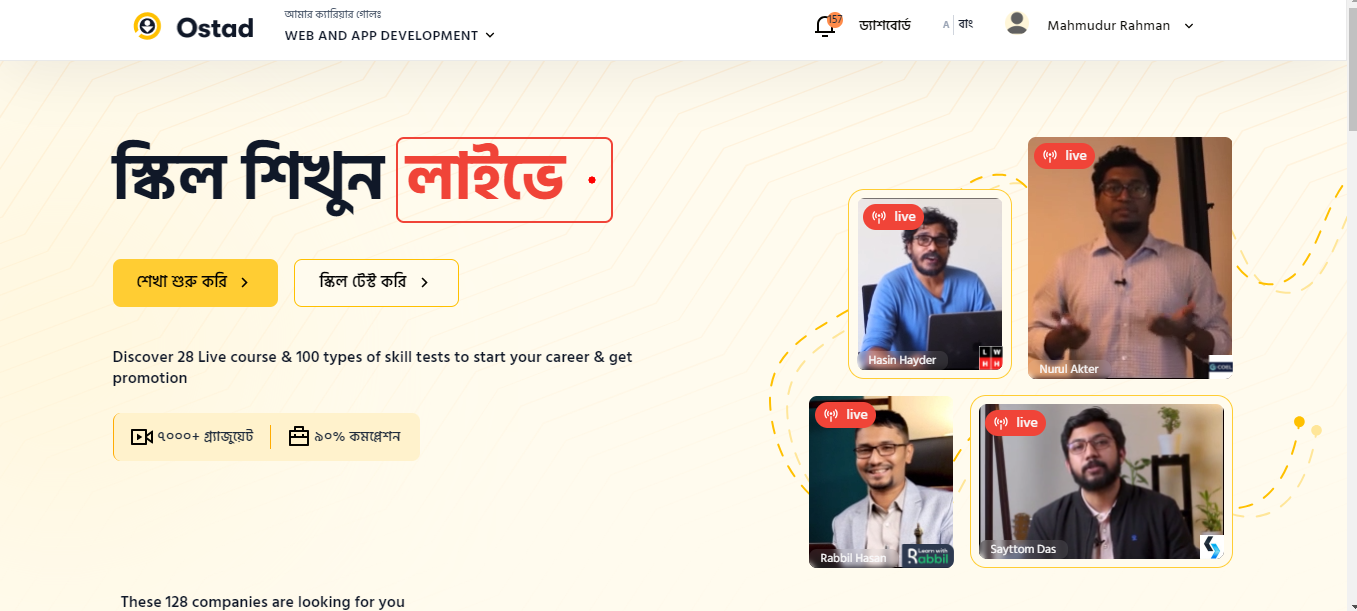 Ostad
আমার ক্যারিয়ার গোলঃ
WEB AND APP DEVELOPMENT
157
ড্যাশবোর্ড
A | বাং
Mahmudur Rahman
স্কিল শিখুন লাইভে
শেখা শুরু করি
স্কিল টেস্ট করি
Discover 28 Live course & 100 types of skill tests to start your career & get
promotion
৭০০০+ গ্র্যাজুয়েট
৯০% কমপ্লেশন
These 128 companies are looking for you
live
Hasin Hayder
L W
H H
live
Nurul Akter
COEL
live
Rabbil Hasan
Learn with
Rabbil
live
Sayttom Das